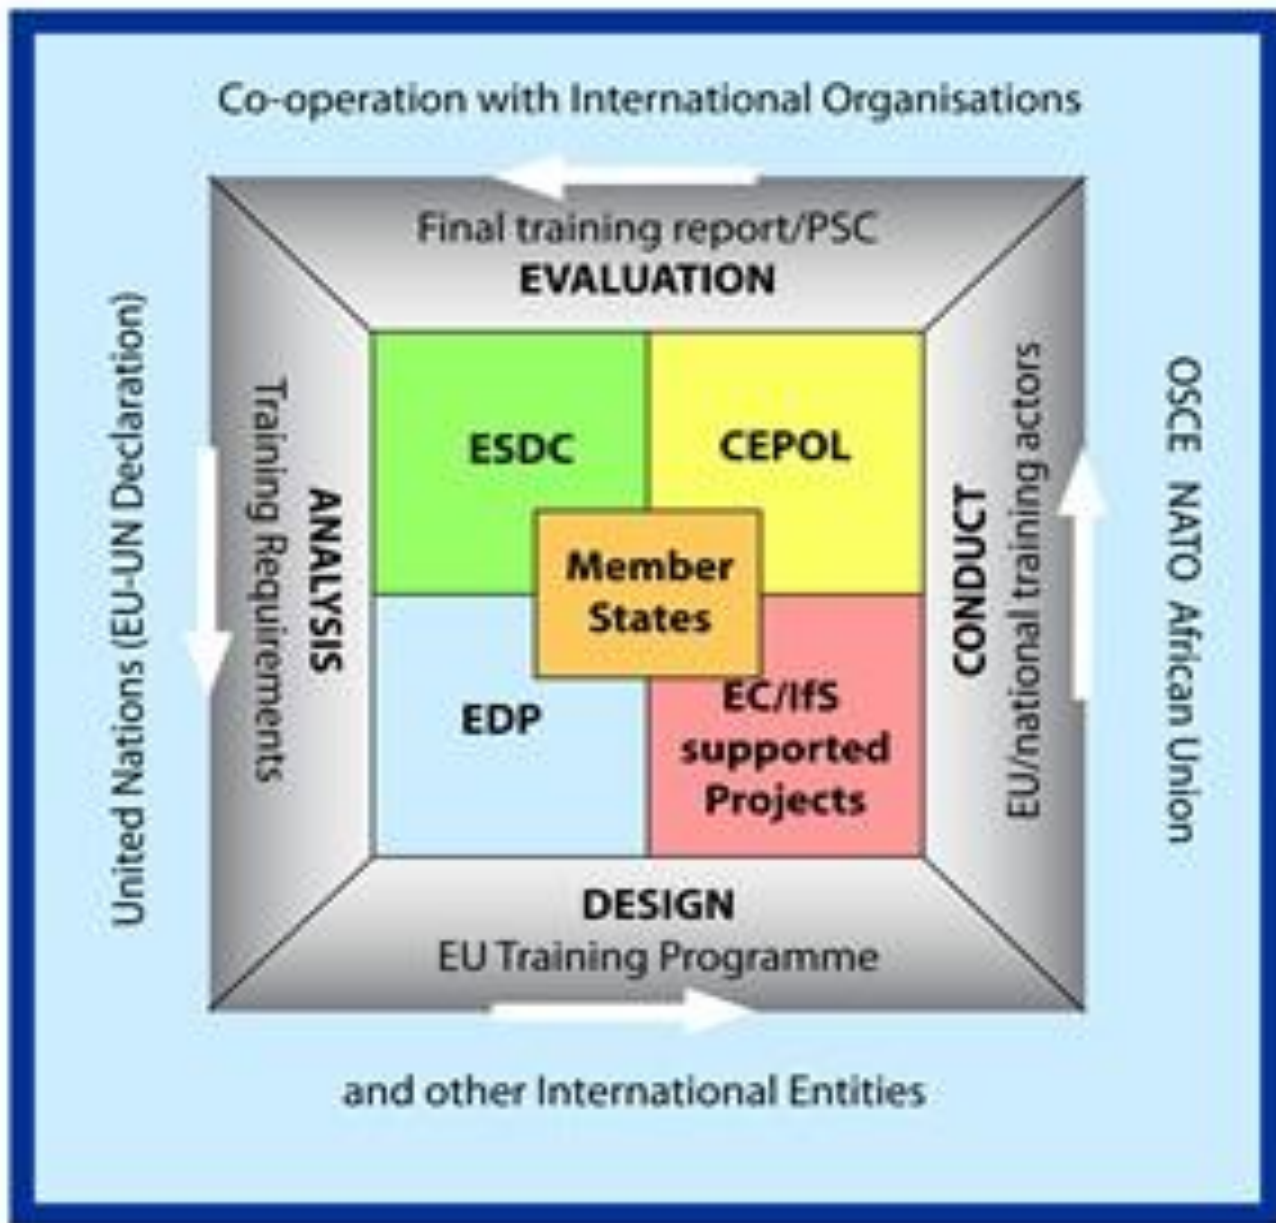 Co-operation with International Organisations
Final training report/PSC
EVALUATION
United Nations (EU-UN Declaration)
Training Requirements
ANALYSIS
ESDC
CEPOL
Member
States
EDP
EC/IfS
supported
Projects
CONDUCT
EU/national training actors
OSCE NATO African Union
DESIGN
EU Training Programme
and other International Entities